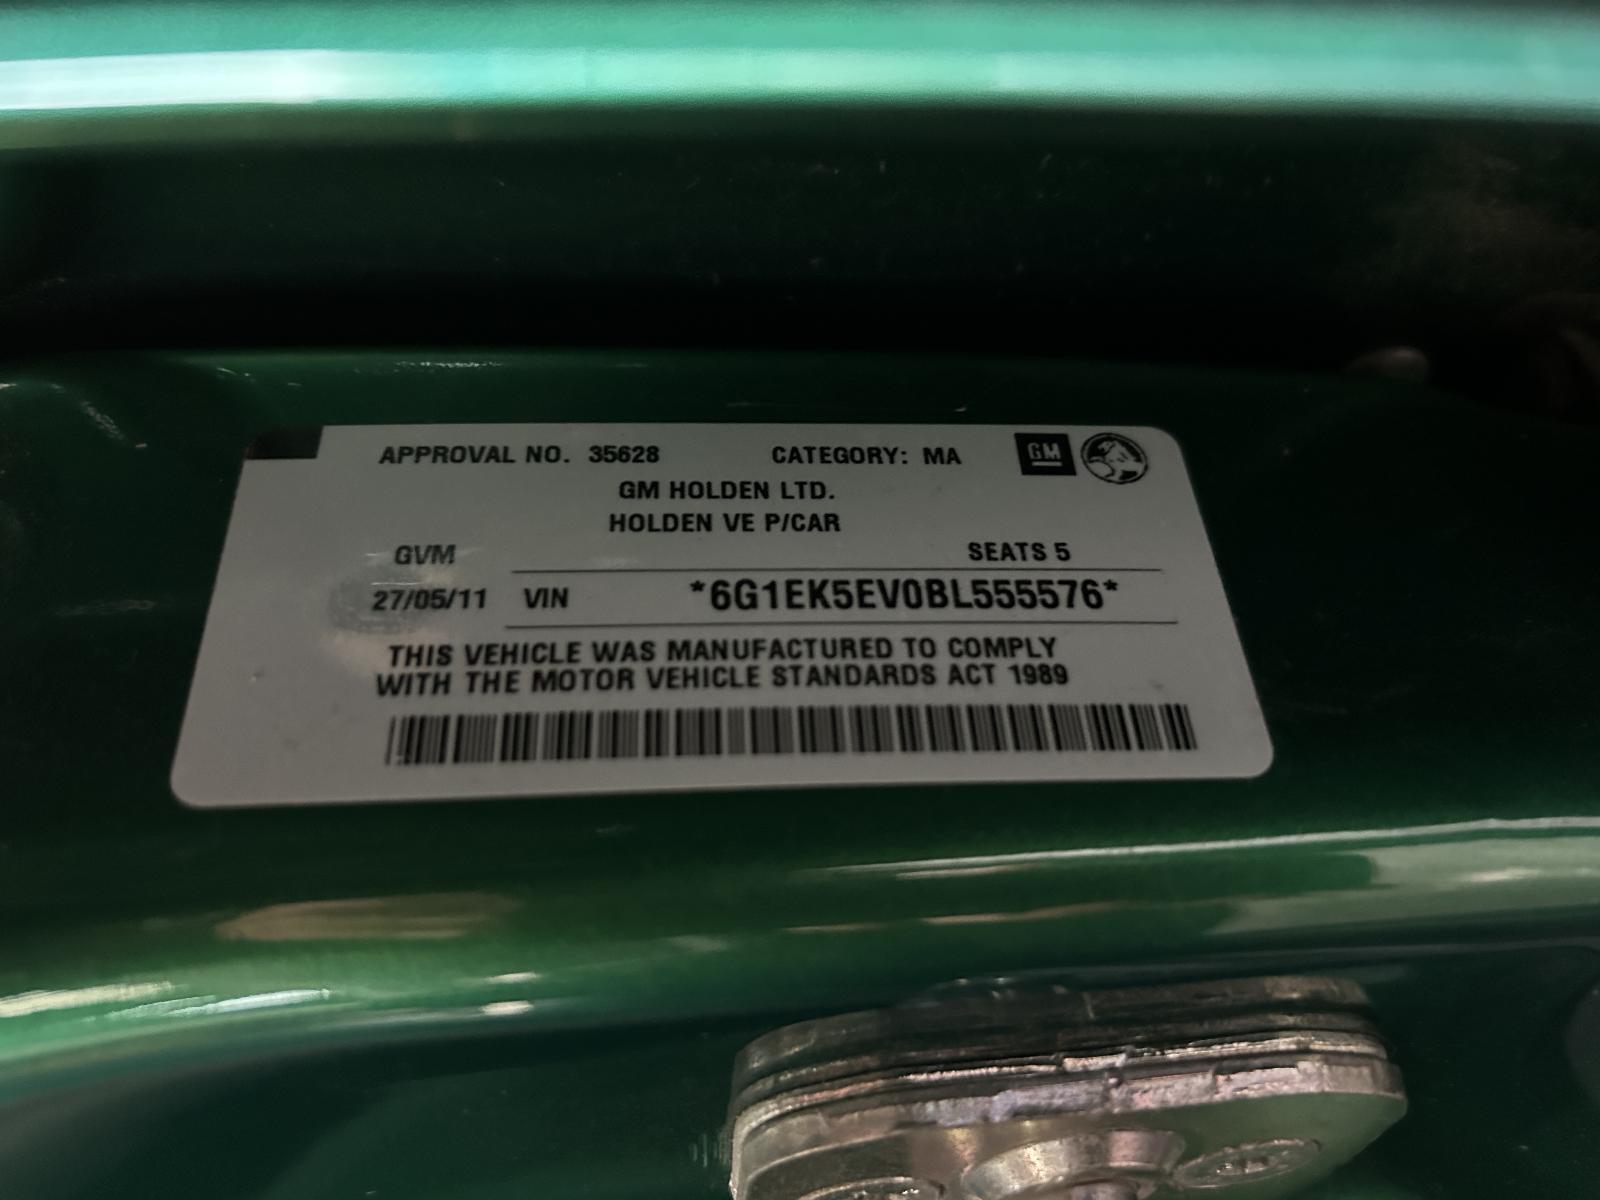 APPROVAL NO. 35628 CATEGORY: MA GM
GM HOLDEN LTD.
HOLDEN VE P/CAR
GVM SEATS 5
27/05/11 VIN *6G1EK5EV0BL555576*
THIS VEHICLE WAS MANUFACTURED TO COMPLY
WITH THE MOTOR VEHICLE STANDARDS ACT 1989